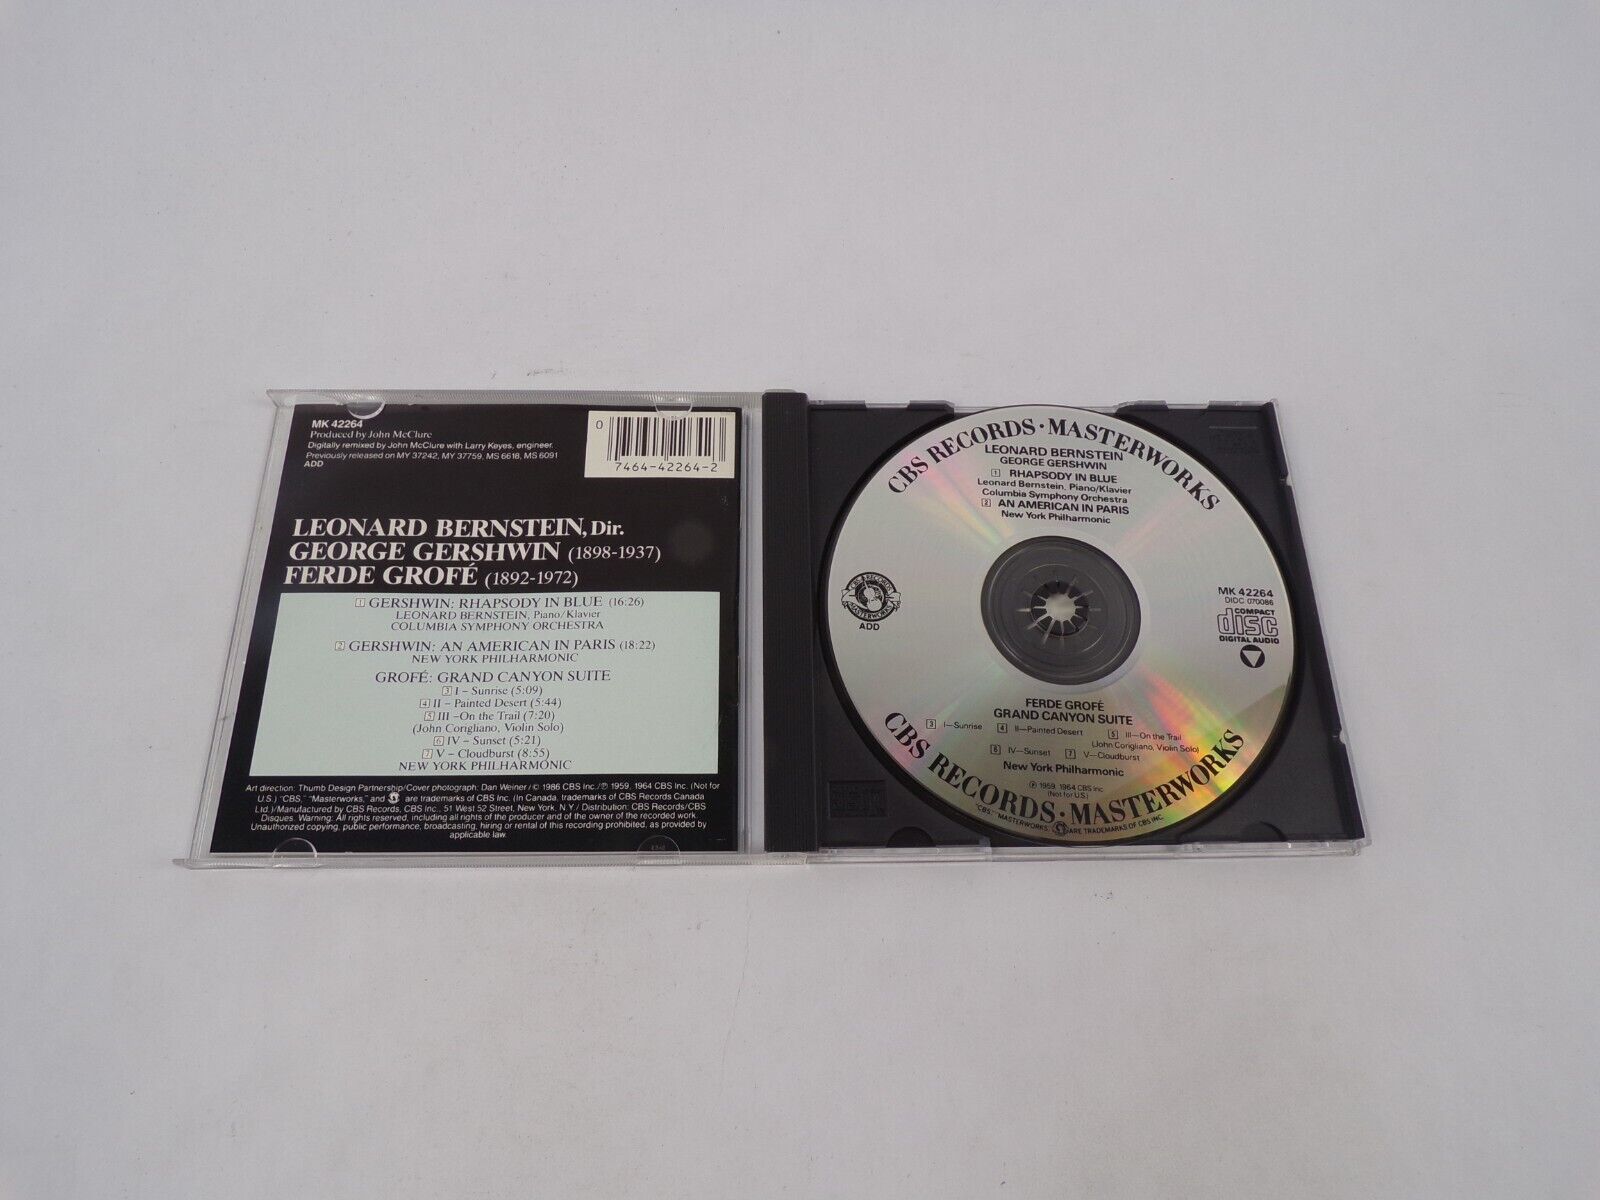 MK 42264
Produced by John McClure
Digitally remixed by John McClure with Larry Keyes, engineer.
Previously released on MY 37242, MY 37759, MS 6618, MS 6091
ADD
0
7464-42264-2
LEONARD BERNSTEIN, Dir.
GEORGE GERSHWIN (1898-1937)
FERDE GROFÉ (1892-1972)
1 GERSHWIN: RHAPSODY IN BLUE (16:26)
LEONARD BERNSTEIN, Piano/Klavier
COLUMBIA SYMPHONY ORCHESTRA
2 GERSHWIN: AN AMERICAN IN PARIS (18:22)
NEW YORK PHILHARMONIC
GROFÉ: GRAND CANYON SUITE
3 I – Sunrise (5:09)
4 II – Painted Desert (5:44)
5 III –On the Trail (7:20)
(John Corigliano, Violin Solo)
6 IV – Sunset (5:21)
7 V – Cloudburst (8:55)
NEW YORK PHILHARMONIC
Art direction: Thumb Design Partnership/Cover photograph: Dan Weiner/© 1986 CBS Inc./℗ 1959, 1964 CBS Inc. (Not for
U.S.) "CBS," "Masterworks," and are trademarks of CBS Inc. (In Canada, trademarks of CBS Records Canada
Ltd.)/Manufactured by CBS Records, CBS Inc., 51 West 52 Street, New York, N.Y./Distribution: CBS Records/CBS
Disques. Warning: All rights reserved, including all rights of the producer and of the owner of the recorded work.
Unauthorized copying, public performance, broadcasting, hiring or rental of this recording prohibited, as provided by
applicable law.
CBS RECORDS · MASTERWORKS
LEONARD BERNSTEIN
GEORGE GERSHWIN
1 RHAPSODY IN BLUE
Leonard Bernstein, Piano/Klavier
Columbia Symphony Orchestra
2 AN AMERICAN IN PARIS
New York Philharmonic
CBS RECORDS
MASTERWORKS
ADD
MK 42264
DIDC 070086
COMPACT
disc
DIGITAL AUDIO
FERDE GROFÉ
GRAND CANYON SUITE
3 I—Sunrise 4 II—Painted Desert 5 III—On the Trail
(John Corigliano, Violin Solo)
6 IV—Sunset 7 V—Cloudburst
New York Philharmonic
℗ 1959, 1964 CBS Inc.
(Not for U.S.)
"CBS," "MASTERWORKS," ARE TRADEMARKS OF CBS INC.
CBS RECORDS · MASTERWORKS